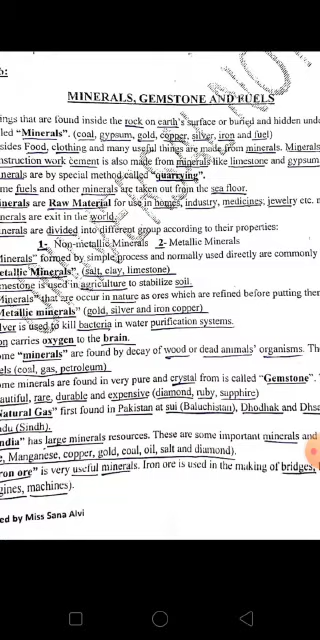 o:
MINERALS, GEMSTONE AND FUELS
ings that are found inside the rock on earth's surface or buried and hidden unde
led "Minerals". (coal, gypsum, gold, copper, silver, iron and fuel)
sides Food, clothing and many useful things are made from minerals. Minerals
onstruction work cement is also made from minerals like limestone and gypsum
inerals are by special method called "quarrying".
ome fuels and other minerals are taken out from the sea floor.
inerals are Raw Material for use in homes, industry, medicines, jewelry etc. m
inerals are exit in the world.
inerals are divided into different group according to their properties:
1- Non-metallic Minerals 2- Metallic Minerals
Minerals" formed by simple process and normally used directly are commonly
etallic Minerals". (salt, clay, limestone)
mestone is used in agriculture to stabilize soil.
Minerals" that are occur in nature as ores which are refined before putting them
Metallic minerals" (gold, silver and iron copper)
lver is used to kill bacteria in water purification systems.
on carries oxygen to the brain.
ome "minerals" are found by decay of wood or dead animals' organisms. The
els (coal, gas, petroleum)
ome minerals are found in very pure and crystal from is called "Gemstone".
autiful, rare, durable and expensive (diamond, ruby, supphire)
Natural Gas" first found in Pakistan at sui (Baluchistan), Dhodhak and Dhs
adu (Sindh).
ndia" has large minerals resources. These are some important minerals and
e, Manganese, copper, gold, coal, oil, salt and diamond).
ron ore" is very useful minerals. Iron ore is used in the making of bridges,
gines, machines).
ed by Miss Sana Alvi